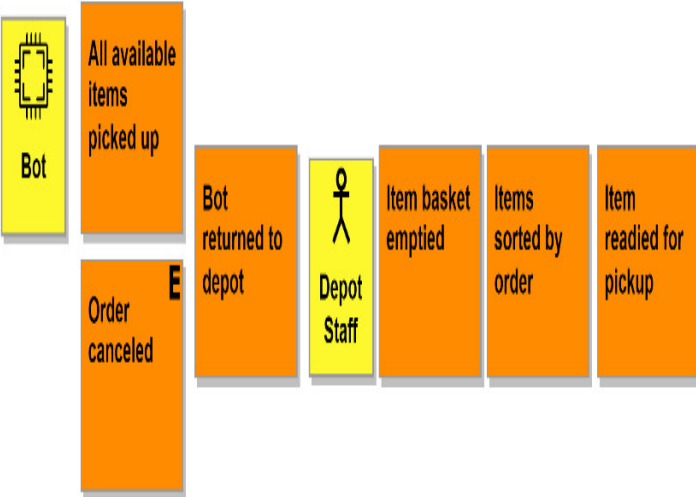 Bot
All available
items
picked up
E
Order
canceled
Bot
returned to
depot
Depot
Staff
Item basket
emptied
Items
sorted by
order
Item
readied for
pickup